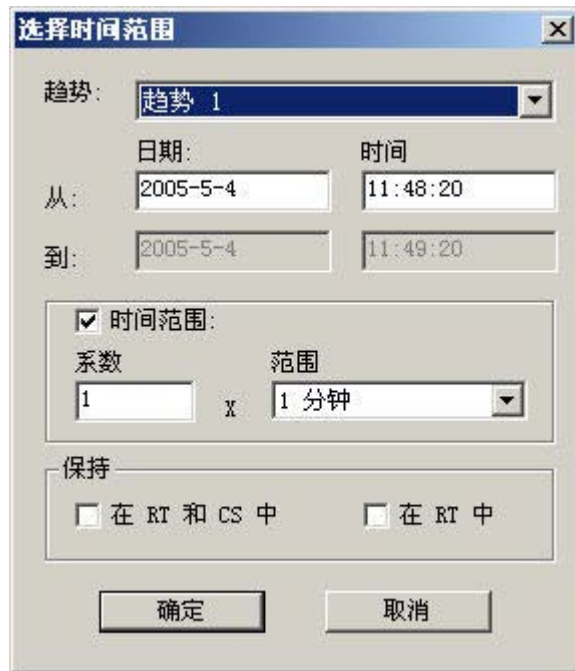 选择时间范围
趋势: 趋势 1
日期: 时间
从: 2005-5-4 11:48:20
到: 2005-5-4 11:49:20
时间范围:
系数 范围
1 X 1 分钟
保持
在 RT 和 CS 中 在 RT 中
确定 取消